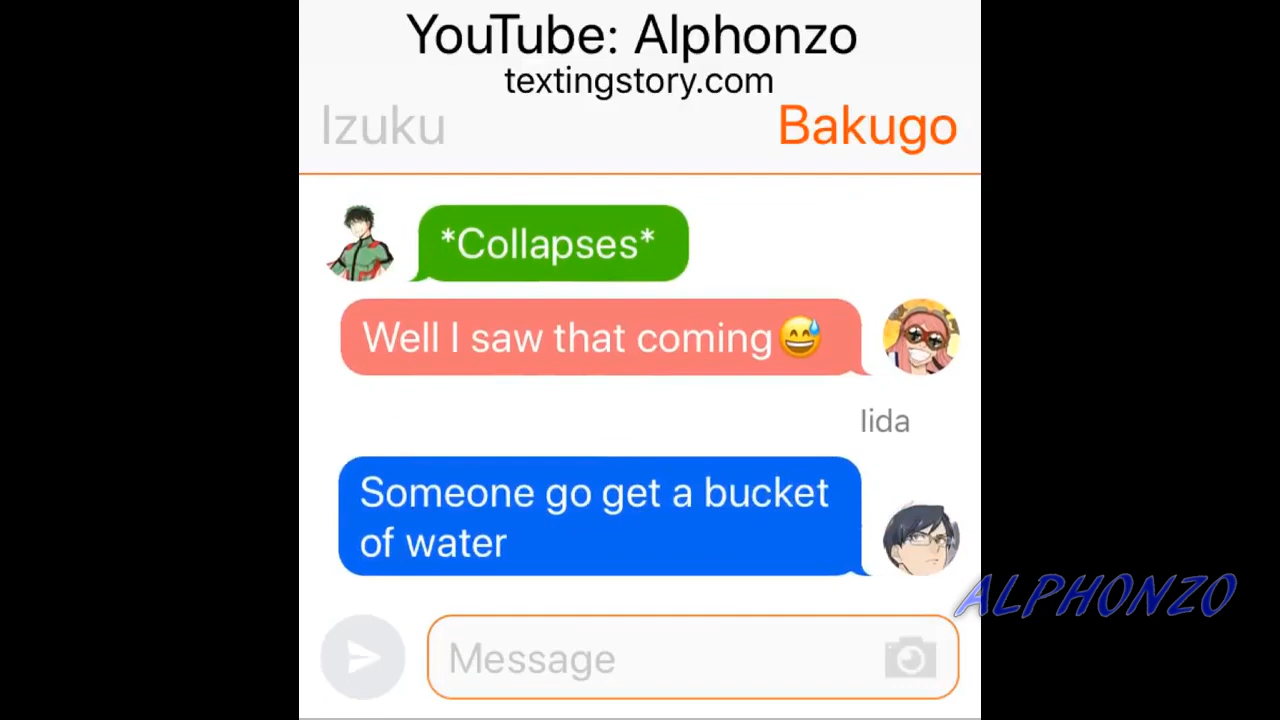 YouTube: Alphonzo
textingstory.com
Izuku
Bakugo
*Collapses*
Well I saw that coming😅
Iida
Someone go get a bucket
of water
ALPHONZO
Message